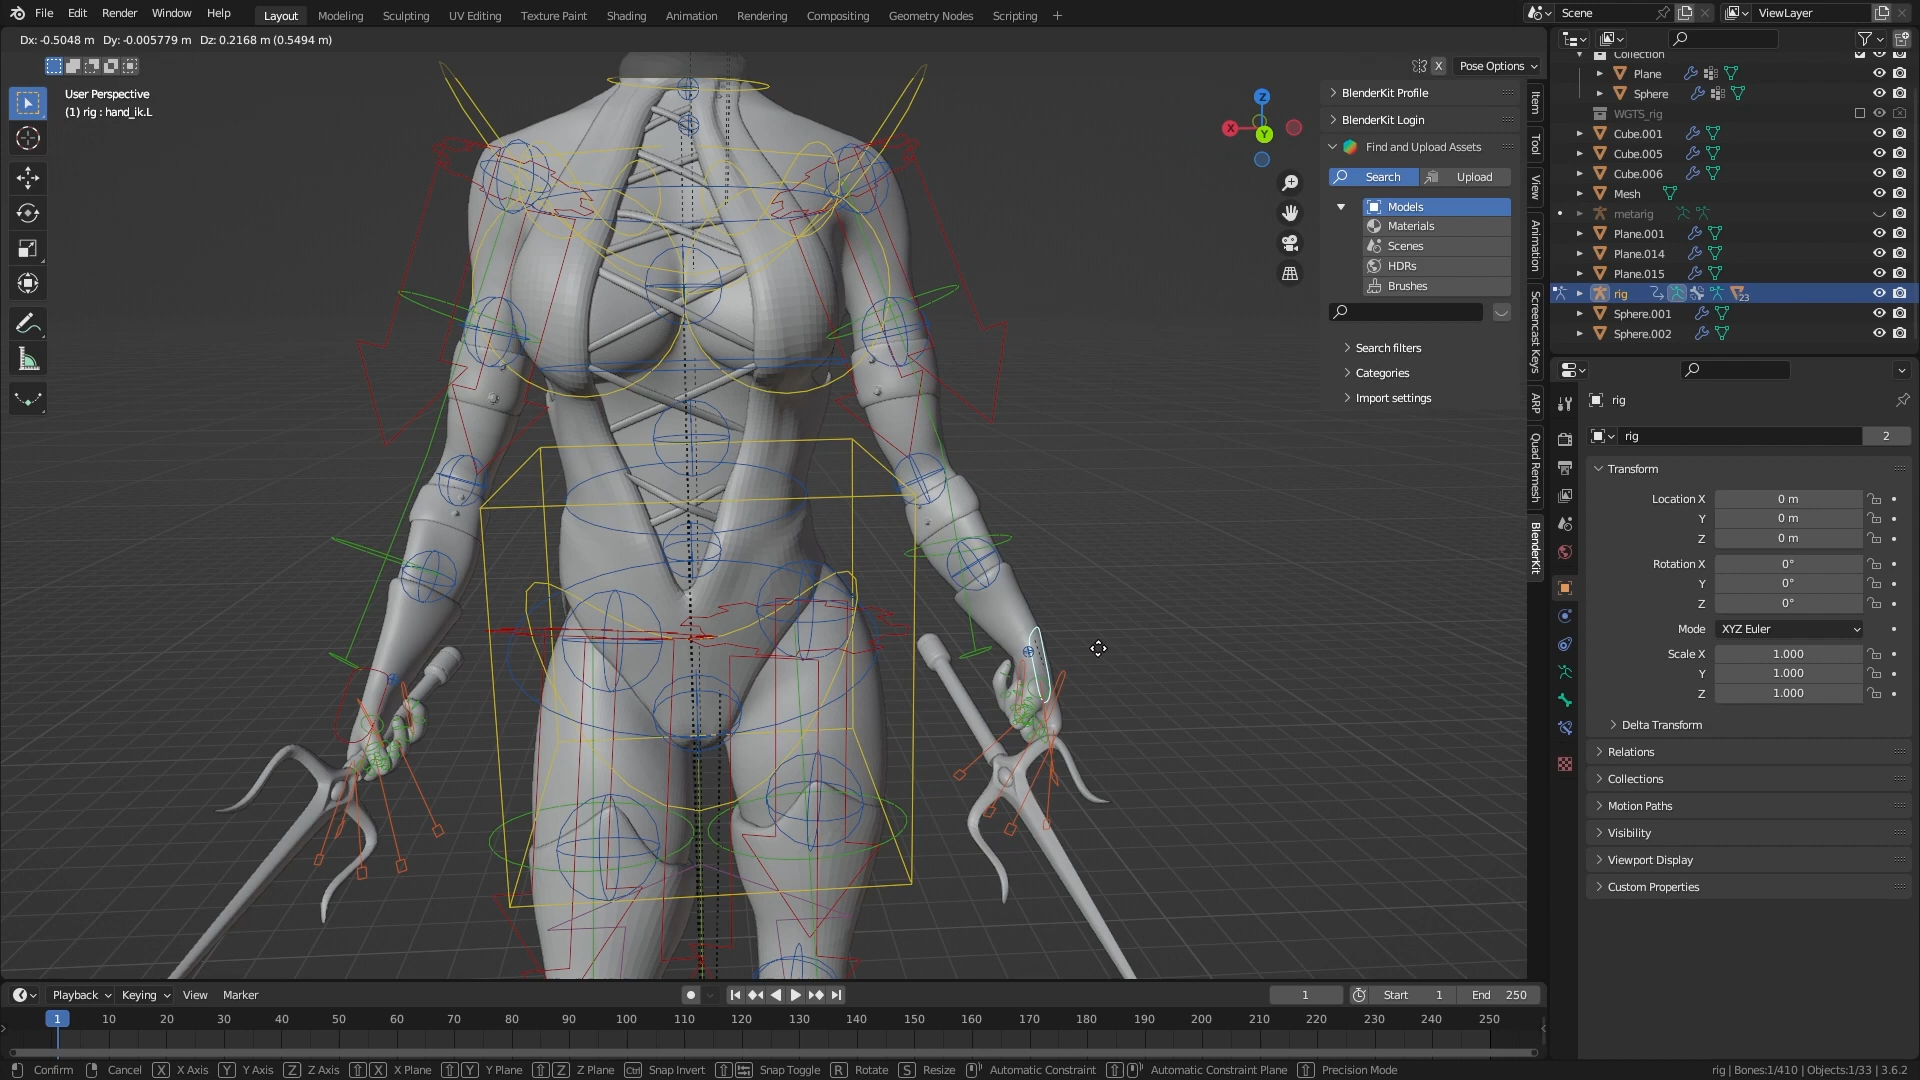 File Edit Render Window Help Layout Modeling Sculpting UV Editing Texture Paint Shading Animation Rendering Compositing Geometry Nodes Scripting + Scene ViewLayer
Dx: -0.5048 m Dy: -0.005779 m Dz: 0.2168 m (0.5494 m)
X Pose Options
User Perspective
(1) rig : hand_ik.L
Z
X
Y
BlenderKit Profile
BlenderKit Login
Find and Upload Assets
Search Upload
Models
Materials
Scenes
HDRs
Brushes
Search filters
Categories
Import settings
Item
Tool
View
Animation
Screencast Keys
ARP
Quad Remesh
BlenderKit
Collection
Plane
Sphere
WGTS_rig
Cube.001
Cube.005
Cube.006
Mesh
metarig
Plane.001
Plane.014
Plane.015
rig 23
Sphere.001
Sphere.002
rig
rig 2
Transform
Location X 0 m
Y 0 m
Z 0 m
Rotation X 0°
Y 0°
Z 0°
Mode XYZ Euler
Scale X 1.000
Y 1.000
Z 1.000
Delta Transform
Relations
Collections
Motion Paths
Visibility
Viewport Display
Custom Properties
Playback Keying View Marker 1 Start 1 End 250
1 10 20 30 40 50 60 70 80 90 100 110 120 130 140 150 160 170 180 190 200 210 220 230 240 250
Confirm Cancel X X Axis Y Y Axis Z Z Axis X X Plane Y Y Plane Z Z Plane Ctrl Snap Invert Snap Toggle R Rotate S Resize Automatic Constraint Automatic Constraint Plane Precision Mode rig | Bones:1/410 | Objects:1/33 | 3.6.2